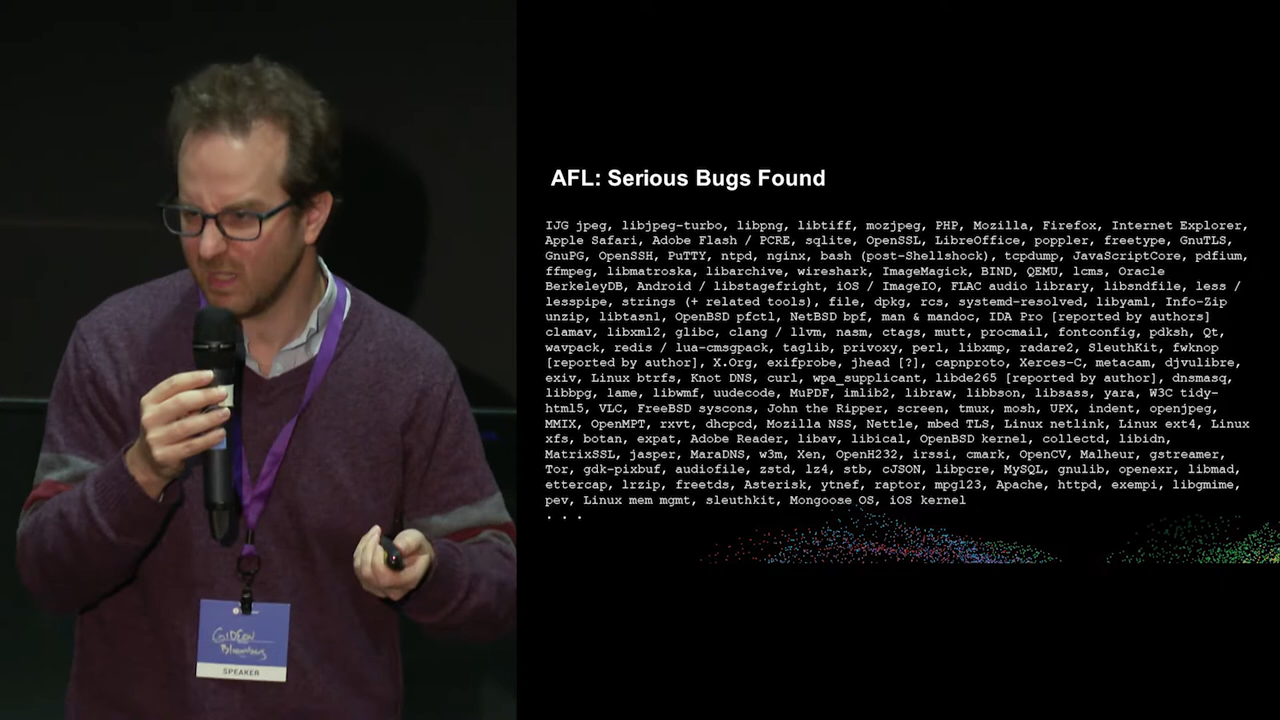 AFL: Serious Bugs Found
IJG jpeg, libjpeg-turbo, libpng, libtiff, mozjpeg, PHP, Mozilla, Firefox, Internet Explorer,
Apple Safari, Adobe Flash / PCRE, sqlite, OpenSSL, LibreOffice, poppler, freetype, GnuTLS,
GnuPG, OpenSSH, PuTTY, ntpd, nginx, bash (post-Shellshock), tcpdump, JavaScriptCore, pdfium,
ffmpeg, libmatroska, libarchive, wireshark, ImageMagick, BIND, QEMU, lcms, Oracle
BerkeleyDB, Android / libstagefright, iOS / ImageIO, FLAC audio library, libsndfile, less /
lesspipe, strings (+ related tools), file, dpkg, rcs, systemd-resolved, libyaml, Info-Zip
unzip, libtasn1, OpenBSD pfctl, NetBSD bpf, man & mandoc, IDA Pro [reported by authors]
clamav, libxml2, glibc, clang / llvm, nasm, ctags, mutt, procmail, fontconfig, pdksh, Qt,
wavpack, redis / lua-cmsgpack, taglib, privoxy, perl, libxmp, radare2, SleuthKit, fwknop
[reported by author], X.Org, exifprobe, jhead [?], capnproto, Xerces-C, metacam, djvulibre,
exiv, Linux btrfs, Knot DNS, curl, wpa_supplicant, libde265 [reported by author], dnsmasq,
libbpg, lame, libwmf, uudecode, MuPDF, imlib2, libraw, libbson, libsass, yara, W3C tidy-
html5, VLC, FreeBSD syscons, John the Ripper, screen, tmux, mosh, UPX, indent, openjpeg,
MMIX, OpenMPT, rxvt, dhcpcd, Mozilla NSS, Nettle, mbed TLS, Linux netlink, Linux ext4, Linux
xfs, botan, expat, Adobe Reader, libav, libical, OpenBSD kernel, collectd, libidn,
MatrixSSL, jasper, MaraDNS, w3m, Xen, OpenH232, irssi, cmark, OpenCV, Malheur, gstreamer,
Tor, gdk-pixbuf, audiofile, zstd, lz4, stb, cJSON, libpcre, MySQL, gnulib, openexr, libmad,
ettercap, lrzip, freetds, Asterisk, ytnef, raptor, mpg123, Apache, httpd, exempi, libgmime,
pev, Linux mem mgmt, sleuthkit, Mongoose OS, iOS kernel
. . .
GIDEON
SPEAKER